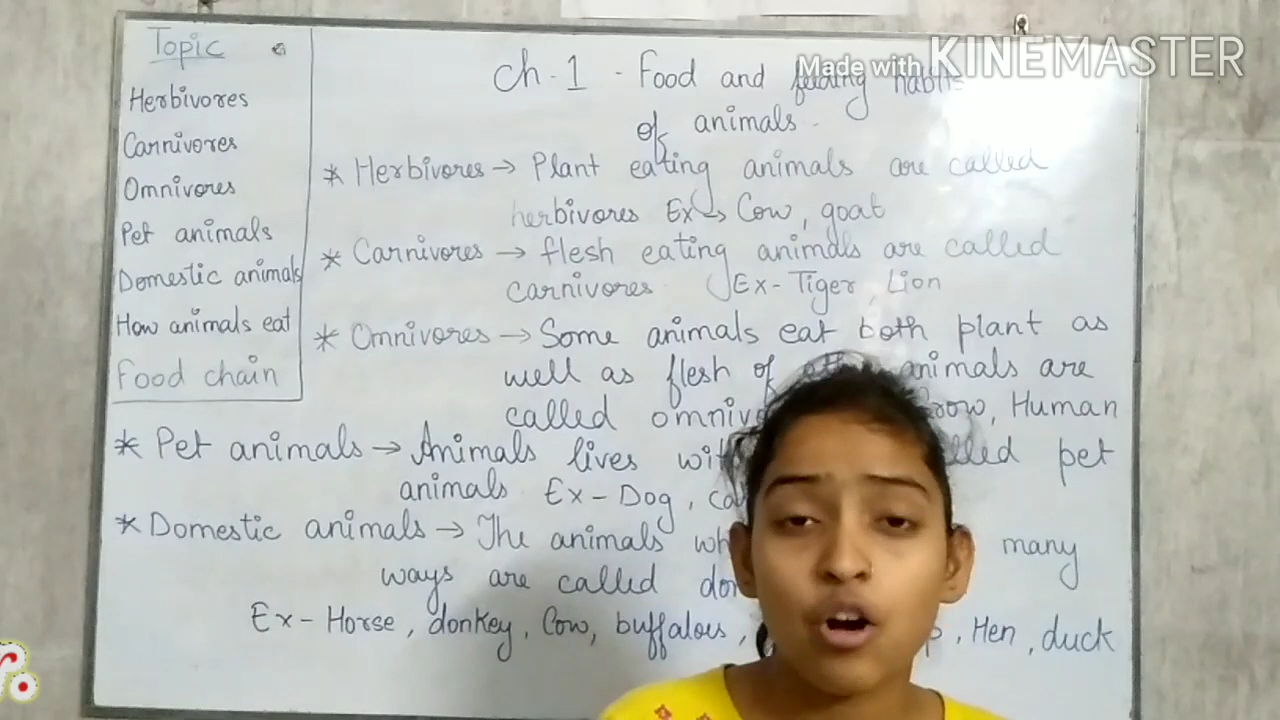 Made with KINEMASTER
Topic
Herbivores
Carnivores
Omnivores
Pet animals
Domestic animals
How animals eat
Food chain
Ch-1 - Food and feeding habits
of animals.
* Herbivores → Plant eating animals are called
herbivores Ex → Cow, goat
* Carnivores → flesh eating animals are called
carnivores Ex - Tiger, Lion
* Omnivores → Some animals eat both plant as
well as flesh of animals are
called Human
* Pet animals → Animals lives pet
animals Ex - Dog,
* Domestic animals → The animals many
ways are called
Ex - Horse, donkey, Cow, buffalous, , Hen, duck